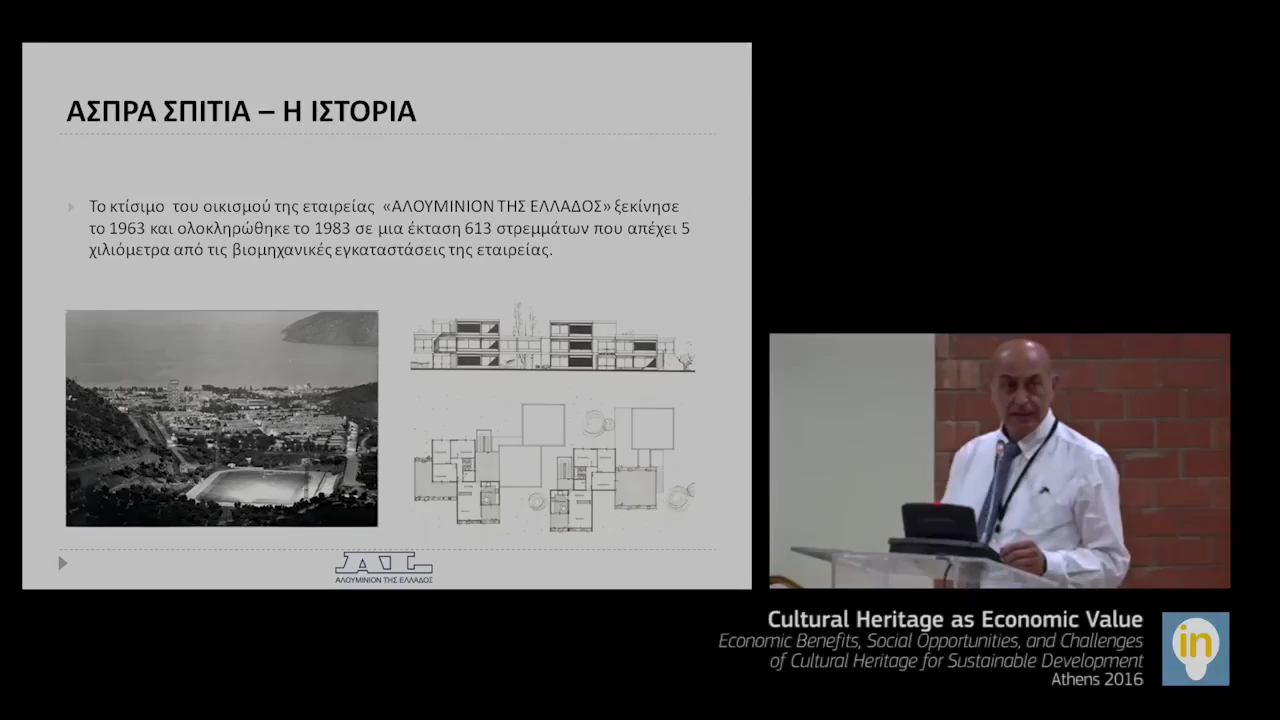 ΑΣΠΡΑ ΣΠΙΤΙΑ – Η ΙΣΤΟΡΙΑ
Το κτίσιμο του οικισμού της εταιρείας «ΑΛΟΥΜΙΝΙΟΝ ΤΗΣ ΕΛΛΑΔΟΣ» ξεκίνησε
το 1963 και ολοκληρώθηκε το 1983 σε μια έκταση 613 στρεμμάτων που απέχει 5
χιλιόμετρα από τις βιομηχανικές εγκαταστάσεις της εταιρείας.
ΑΛΟΥΜΙΝΙΟΝ ΤΗΣ ΕΛΛΑΔΟΣ
Cultural Heritage as Economic Value
Economic Benefits, Social Opportunities, and Challenges
of Cultural Heritage for Sustainable Development
Athens 2016
in